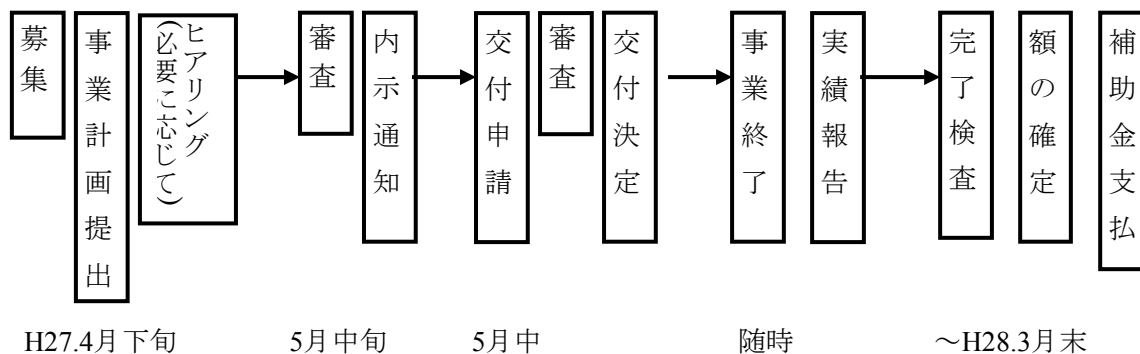 募集
事業計画提出
ヒアリング
(必要に応じて)
審査
内示通知
交付申請
審査
交付決定
事業終了
実績報告
完了検査
額の確定
補助金支払
H27.4月下旬
5月中旬
5月中
随時
～H28.3月末